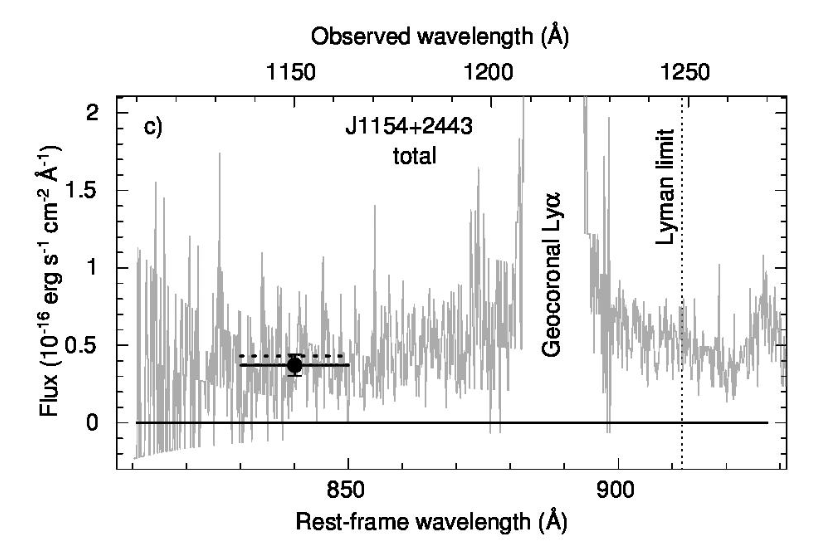 Observed wavelength (Å)
1150
1200
1250
c)
J1154+2443
total
Geocoronal Lyα
Lyman limit
2
1.5
1
0.5
0
Flux (10⁻¹⁶ erg s⁻¹ cm⁻² Å⁻¹)
850
900
Rest-frame wavelength (Å)